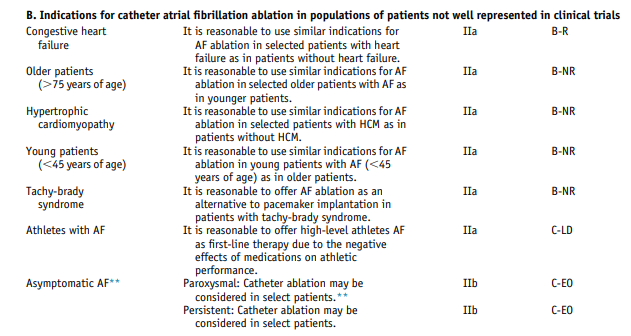 B. Indications for catheter atrial fibrillation ablation in populations of patients not well represented in clinical trials
Congestive heart failure It is reasonable to use similar indications for IIa B-R
AF ablation in selected patients with heart
failure as in patients without heart failure.
Older patients It is reasonable to use similar indications for AF IIa B-NR
(>75 years of age) ablation in selected older patients with AF as
in younger patients.
Hypertrophic It is reasonable to use similar indications for AF IIa B-NR
cardiomyopathy ablation in selected patients with HCM as in
patients without HCM.
Young patients It is reasonable to use similar indications for AF IIa B-NR
(<45 years of age) ablation in young patients with AF (<45
years of age) as in older patients.
Tachy-brady It is reasonable to offer AF ablation as an IIa B-NR
syndrome alternative to pacemaker implantation in
patients with tachy-brady syndrome.
Athletes with AF It is reasonable to offer high-level athletes AF IIa C-LD
as first-line therapy due to the negative
effects of medications on athletic
performance.
Asymptomatic AF** Paroxysmal: Catheter ablation may be IIb C-EO
considered in select patients.**
Persistent: Catheter ablation may be IIb C-EO
considered in select patients.